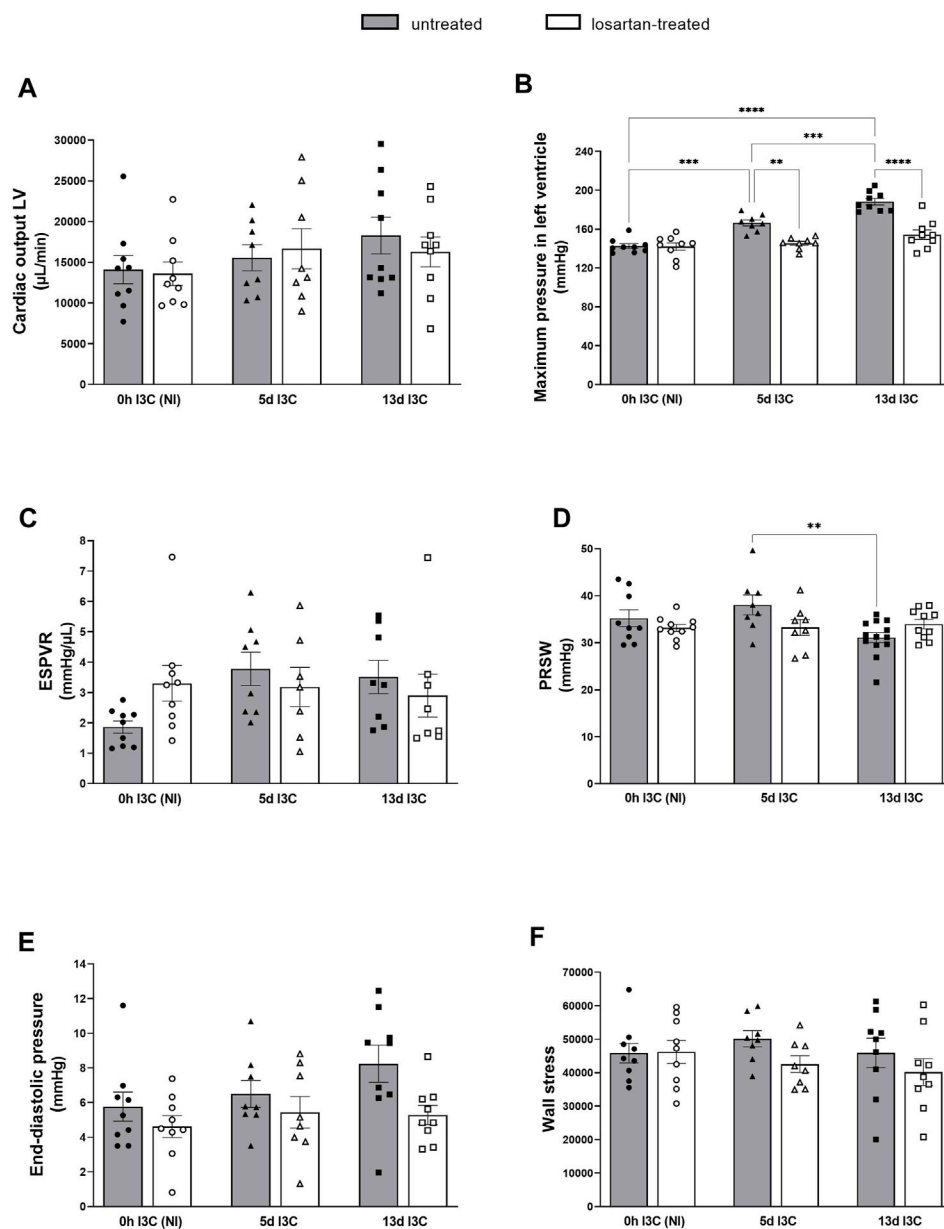 untreated
losartan-treated
A
Cardiac output LV
(µL/min)
30000
25000
20000
15000
10000
5000
0
0h I3C (NI)
5d I3C
13d I3C
B
Maximum pressure in left ventricle
(mmHg)
240
200
160
120
80
40
0
****
***
***
**
****
0h I3C (NI)
5d I3C
13d I3C
C
ESPVR
(mmHg/µL)
8
7
6
5
4
3
2
1
0
0h I3C (NI)
5d I3C
13d I3C
D
PRSW
(mmHg)
50
40
30
20
10
0
**
0h I3C (NI)
5d I3C
13d I3C
E
End-diastolic pressure
(mmHg)
14
12
10
8
6
4
2
0
0h I3C (NI)
5d I3C
13d I3C
F
Wall stress
70000
60000
50000
40000
30000
20000
10000
0
0h I3C (NI)
5d I3C
13d I3C